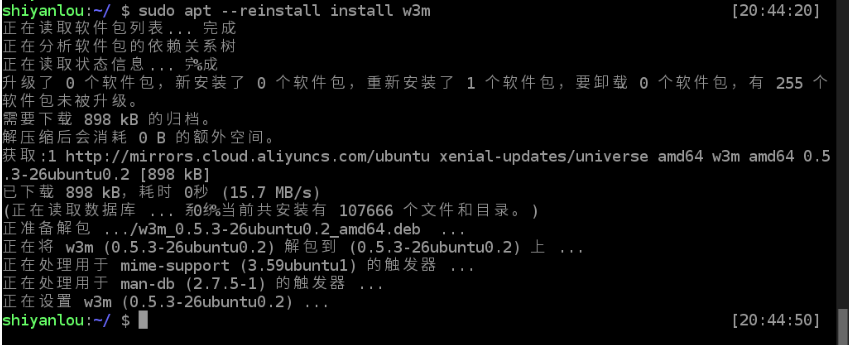 shiyanlou:~/ $ sudo apt --reinstall install w3m [20:44:20]
正在读取软件包列表... 完成
正在分析软件包的依赖关系树
正在读取状态信息... 完成
升级了 0 个软件包，新安装了 0 个软件包，重新安装了 1 个软件包，要卸载 0 个软件包，有 255 个
软件包未被升级。
需要下载 898 kB 的归档。
解压缩后会消耗 0 B 的额外空间。
获取:1 http://mirrors.cloud.aliyuncs.com/ubuntu xenial-updates/universe amd64 w3m amd64 0.5
.3-26ubuntu0.2 [898 kB]
已下载 898 kB，耗时 0秒 (15.7 MB/s)
(正在读取数据库 ... 系统当前共安装有 107666 个文件和目录。)
正准备解包 .../w3m_0.5.3-26ubuntu0.2_amd64.deb ...
正在将 w3m (0.5.3-26ubuntu0.2) 解包到 (0.5.3-26ubuntu0.2) 上 ...
正在处理用于 mime-support (3.59ubuntu1) 的触发器 ...
正在处理用于 man-db (2.7.5-1) 的触发器 ...
正在设置 w3m (0.5.3-26ubuntu0.2) ...
shiyanlou:~/ $ [20:44:50]